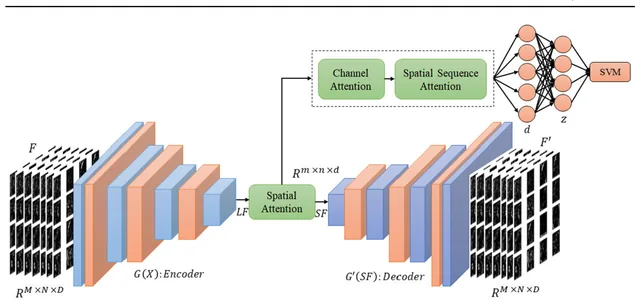 Channel
Attention
Spatial Sequence
Attention
SVM
d
z
F
F'
R^{m×n×d}
LF
Spatial
Attention
SF
G(X): Encoder
G'(SF): Decoder
R^{M×N×D}
R^{M×N×D}